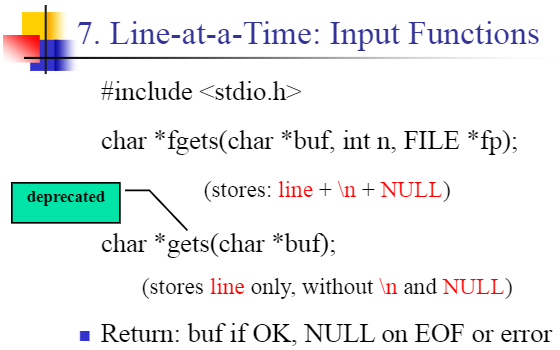 7. Line-at-a-Time: Input Functions
#include <stdio.h>
char *fgets(char *buf, int n, FILE *fp);
(stores: line + \n + NULL)
deprecated
char *gets(char *buf);
(stores line only, without \n and NULL)
Return: buf if OK, NULL on EOF or error